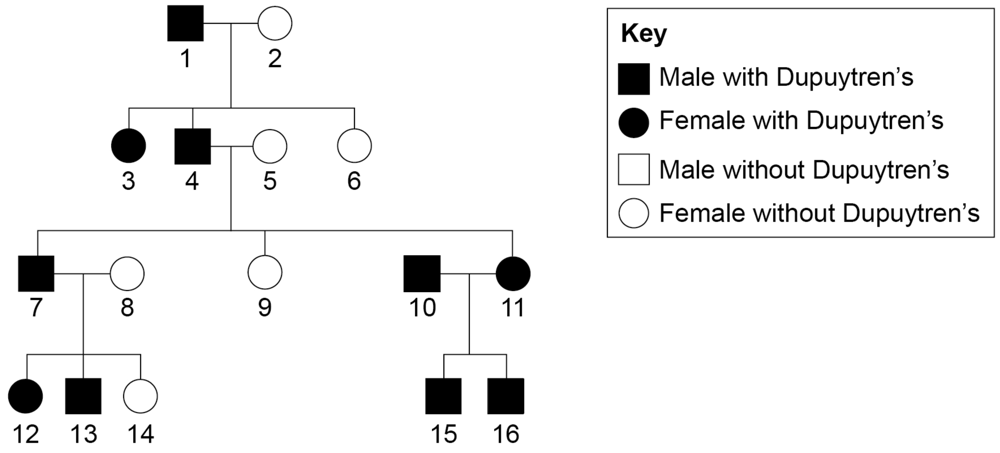 1 2
3 4 5 6
7 8 9 10 11
12 13 14 15 16
Key
Male with Dupuytren’s
Female with Dupuytren’s
Male without Dupuytren’s
Female without Dupuytren’s